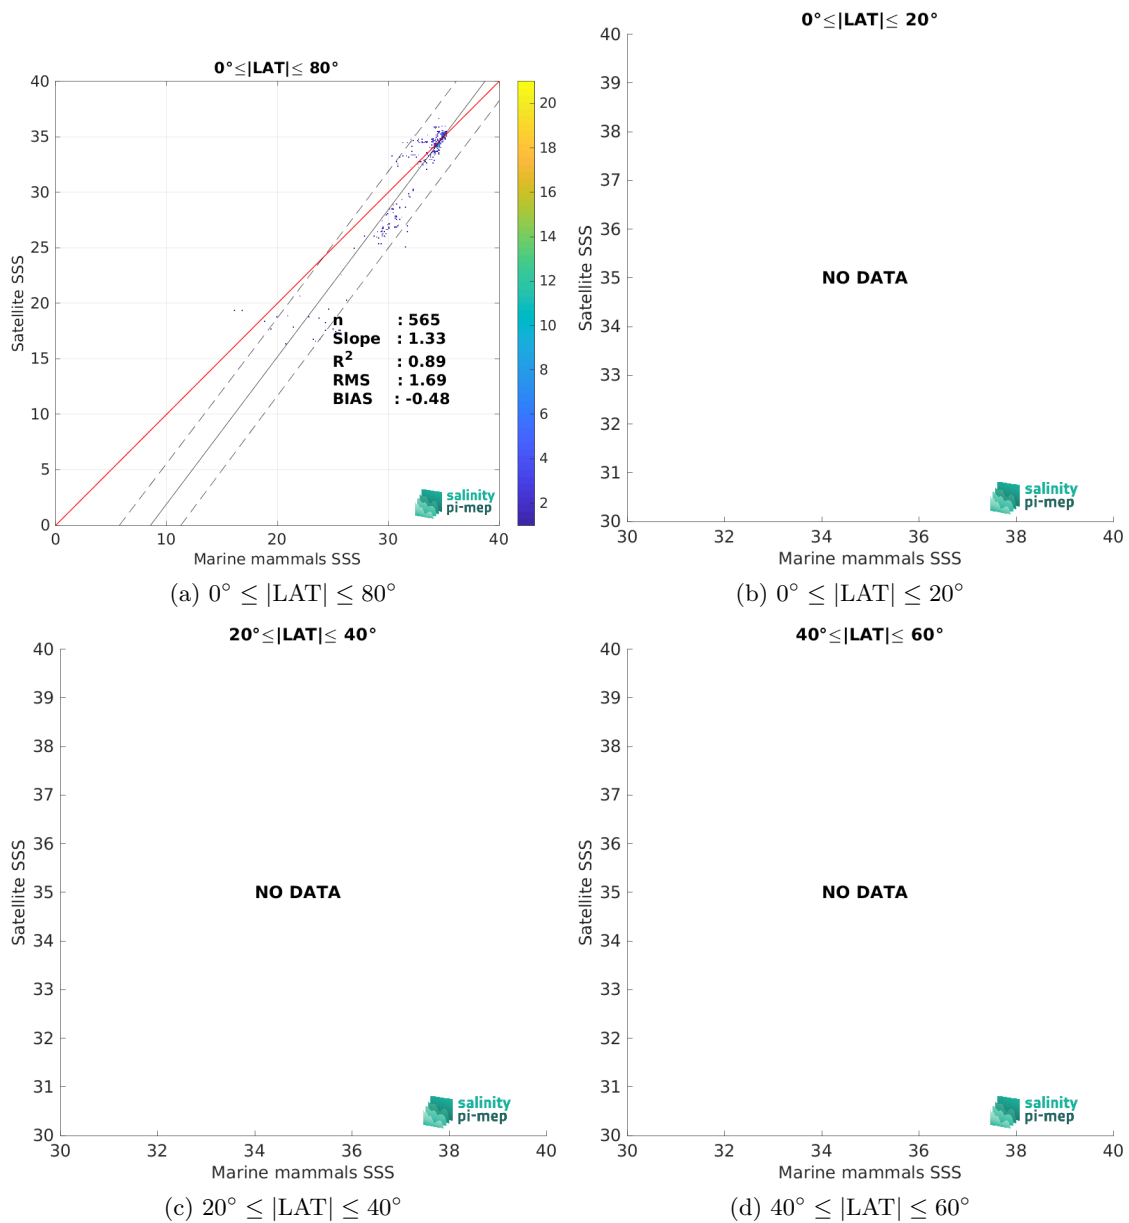 0°≤|LAT|≤ 80°
40
35
30
25
20
15
10
5
0
Satellite SSS
0
10
20
30
40
Marine mammals SSS
n : 565
Slope : 1.33
R² : 0.89
RMS : 1.69
BIAS : -0.48
salinity
pi-mep
20
18
16
14
12
10
8
6
4
2
(a) 0° ≤ |LAT| ≤ 80°
0°≤|LAT|≤ 20°
40
39
38
37
36
35
34
33
32
31
30
Satellite SSS
NO DATA
salinity
pi-mep
30
32
34
36
38
40
Marine mammals SSS
(b) 0° ≤ |LAT| ≤ 20°
20°≤|LAT|≤ 40°
40
39
38
37
36
35
34
33
32
31
30
Satellite SSS
NO DATA
salinity
pi-mep
30
32
34
36
38
40
Marine mammals SSS
(c) 20° ≤ |LAT| ≤ 40°
40°≤|LAT|≤ 60°
40
39
38
37
36
35
34
33
32
31
30
Satellite SSS
NO DATA
salinity
pi-mep
30
32
34
36
38
40
Marine mammals SSS
(d) 40° ≤ |LAT| ≤ 60°